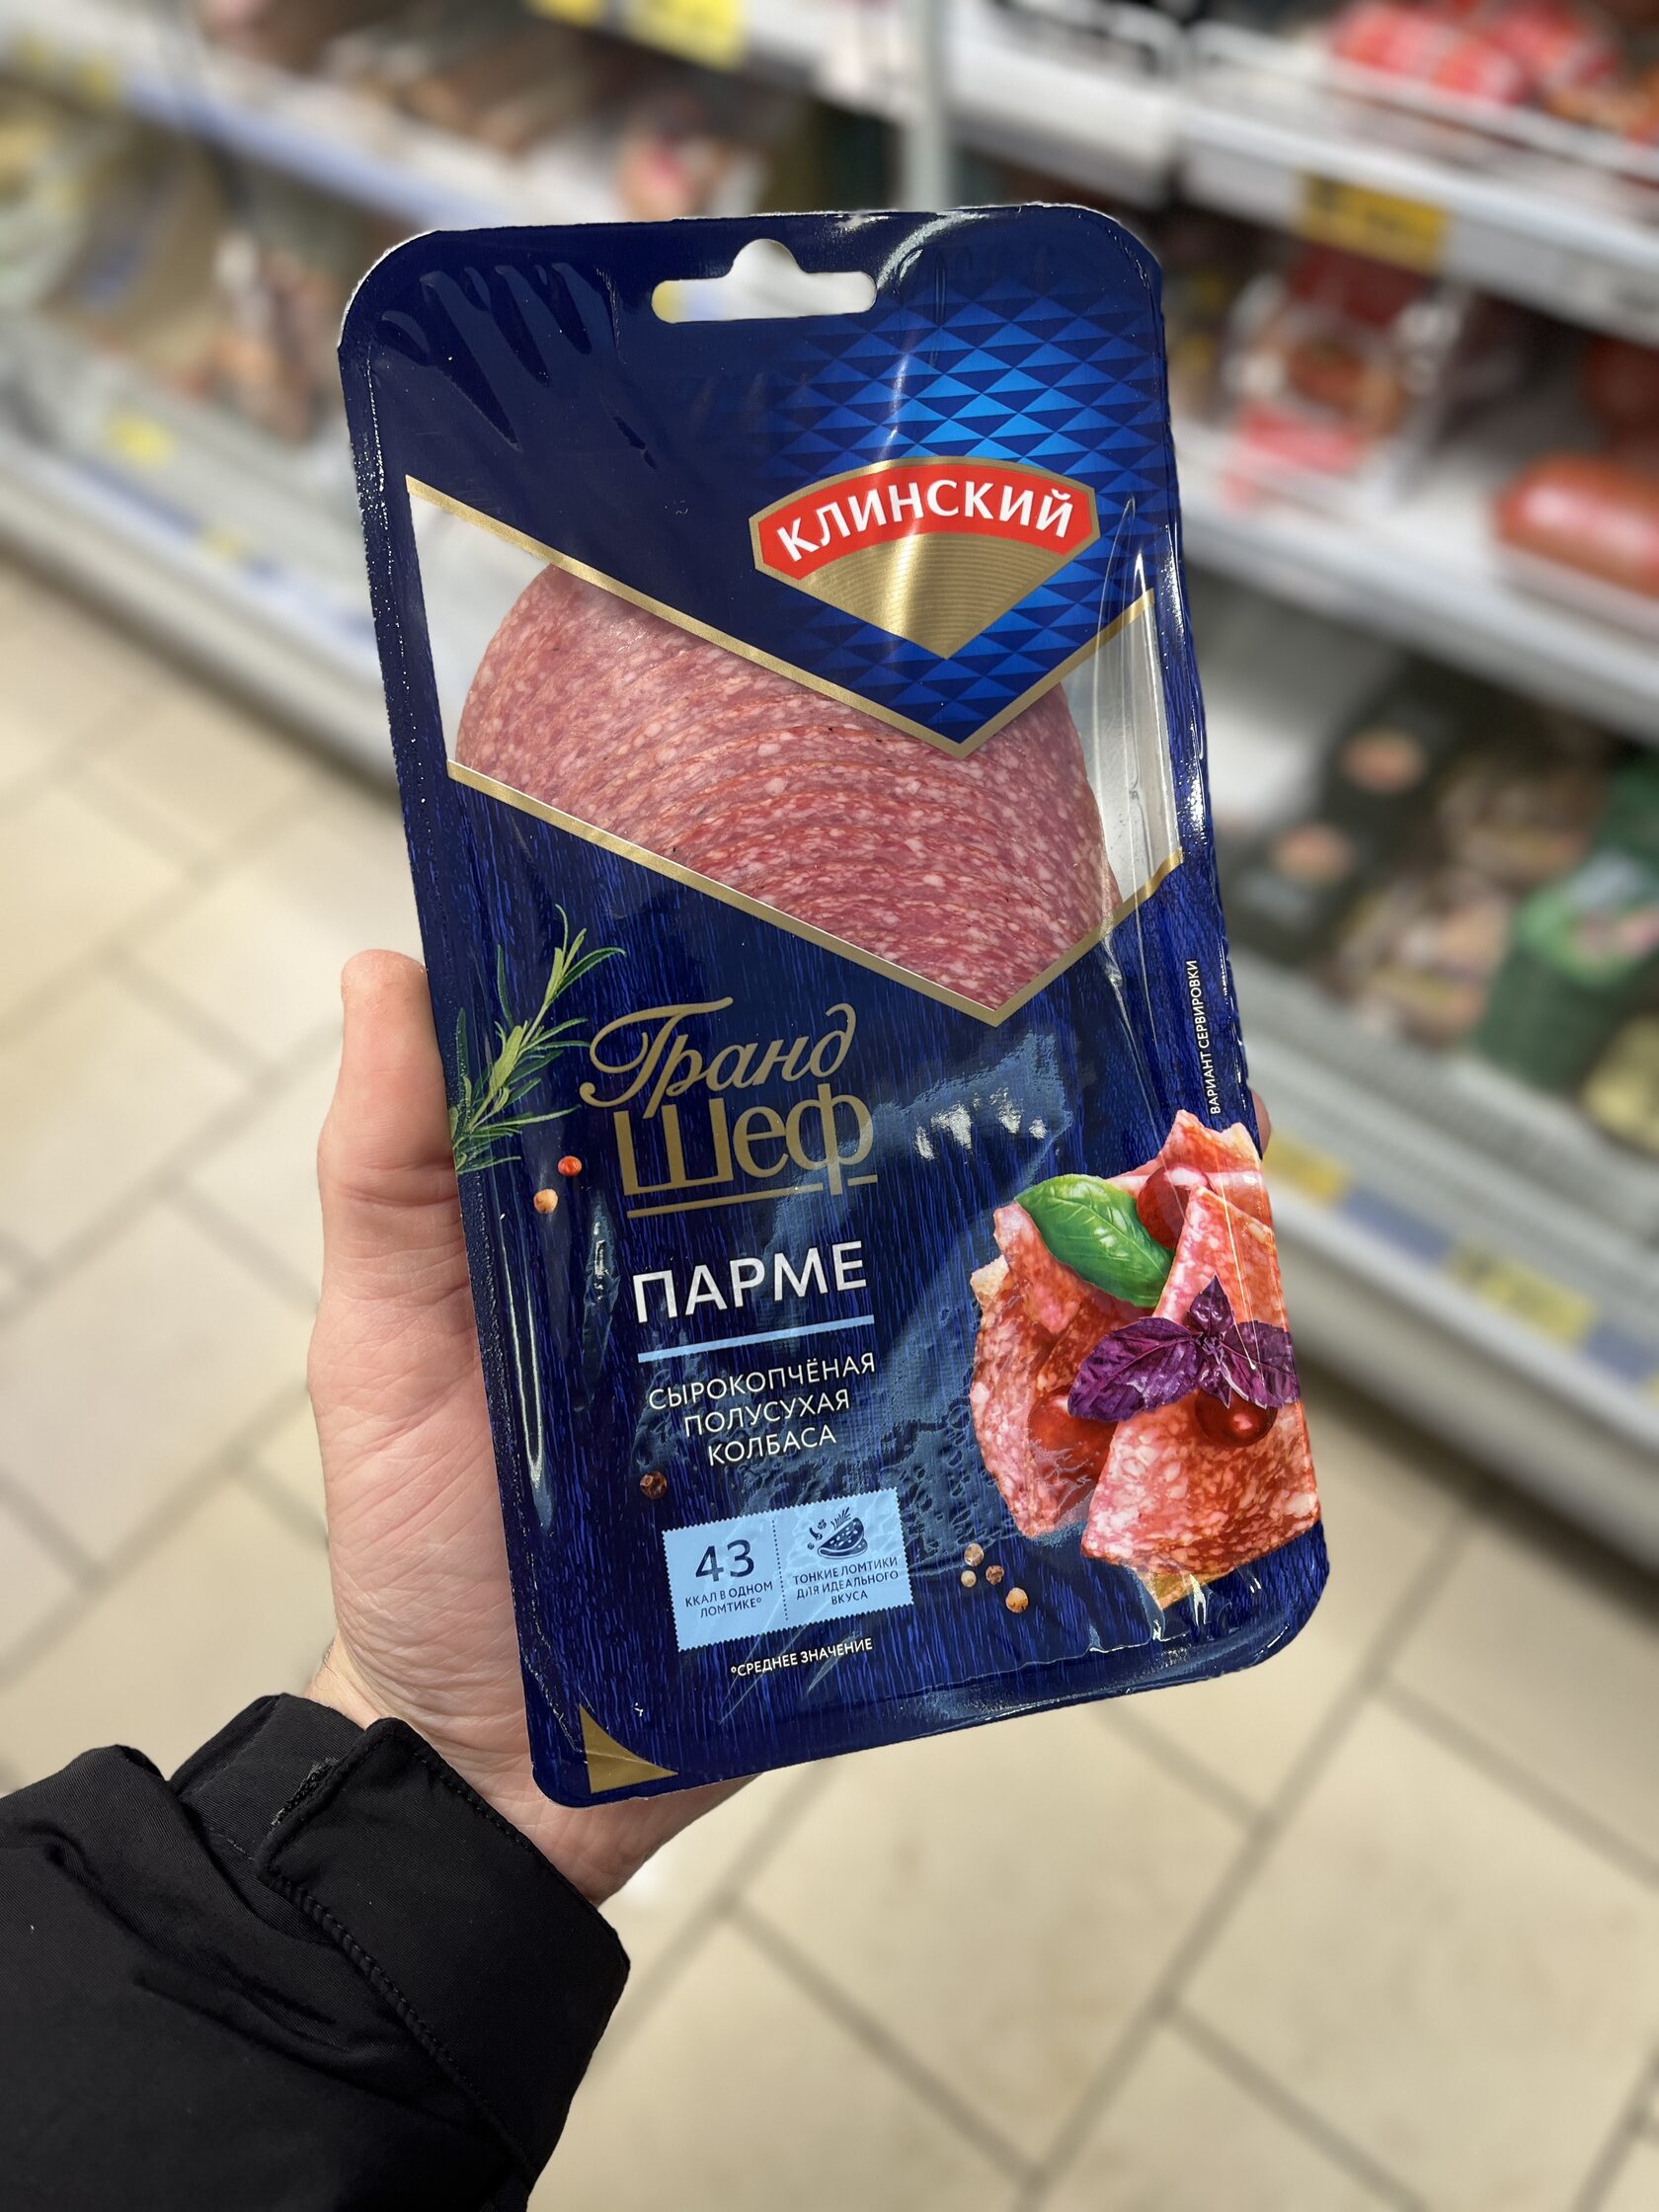 КЛИНСКИЙ
Гранд
Шеф
ПАРМЕ
СЫРОКОПЧЁНАЯ
ПОЛУСУХАЯ
КОЛБАСА
43
ККАЛ В ОДНОМ
ЛОМТИКЕ*
ТОНКИЕ ЛОМТИКИ
ДЛЯ ИДЕАЛЬНОГО
ВКУСА
*СРЕДНЕЕ ЗНАЧЕНИЕ
ВАРИАНТ СЕРВИРОВКИ